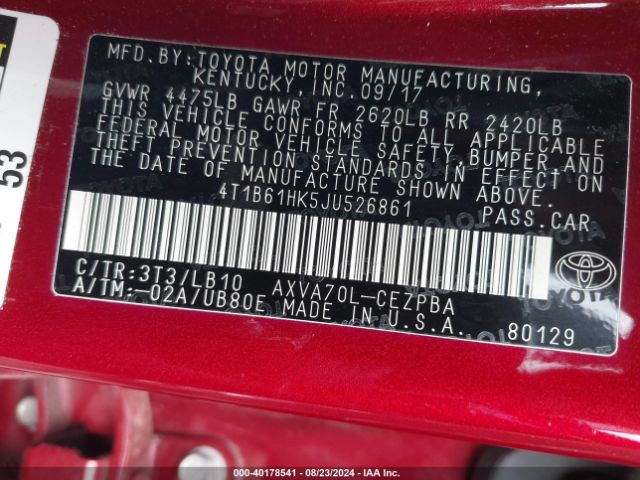 MFD.BY:TOYOTA MOTOR MANUFACTURING,
KENTUCKY, INC. 09/17
GVWR 4475LB GAWR FR 2620LB RR 2420LB
THIS VEHICLE CONFORMS TO ALL APPLICABLE
FEDERAL MOTOR VEHICLE SAFETY,BUMPER AND
THEFT PREVENTION STANDARDS IN EFFECT ON
THE DATE OF MANUFACTURE SHOWN ABOVE.
4T1B61HK5JU526861 PASS.CAR
C/TR:3T3/LB10 AXVA70L-CEZPBA
A/TM:-02A/UB80E MADE IN U.S.A. 80129
TOYOTA
53
000-40178541 / 08/23/2024 / IAAI.COM